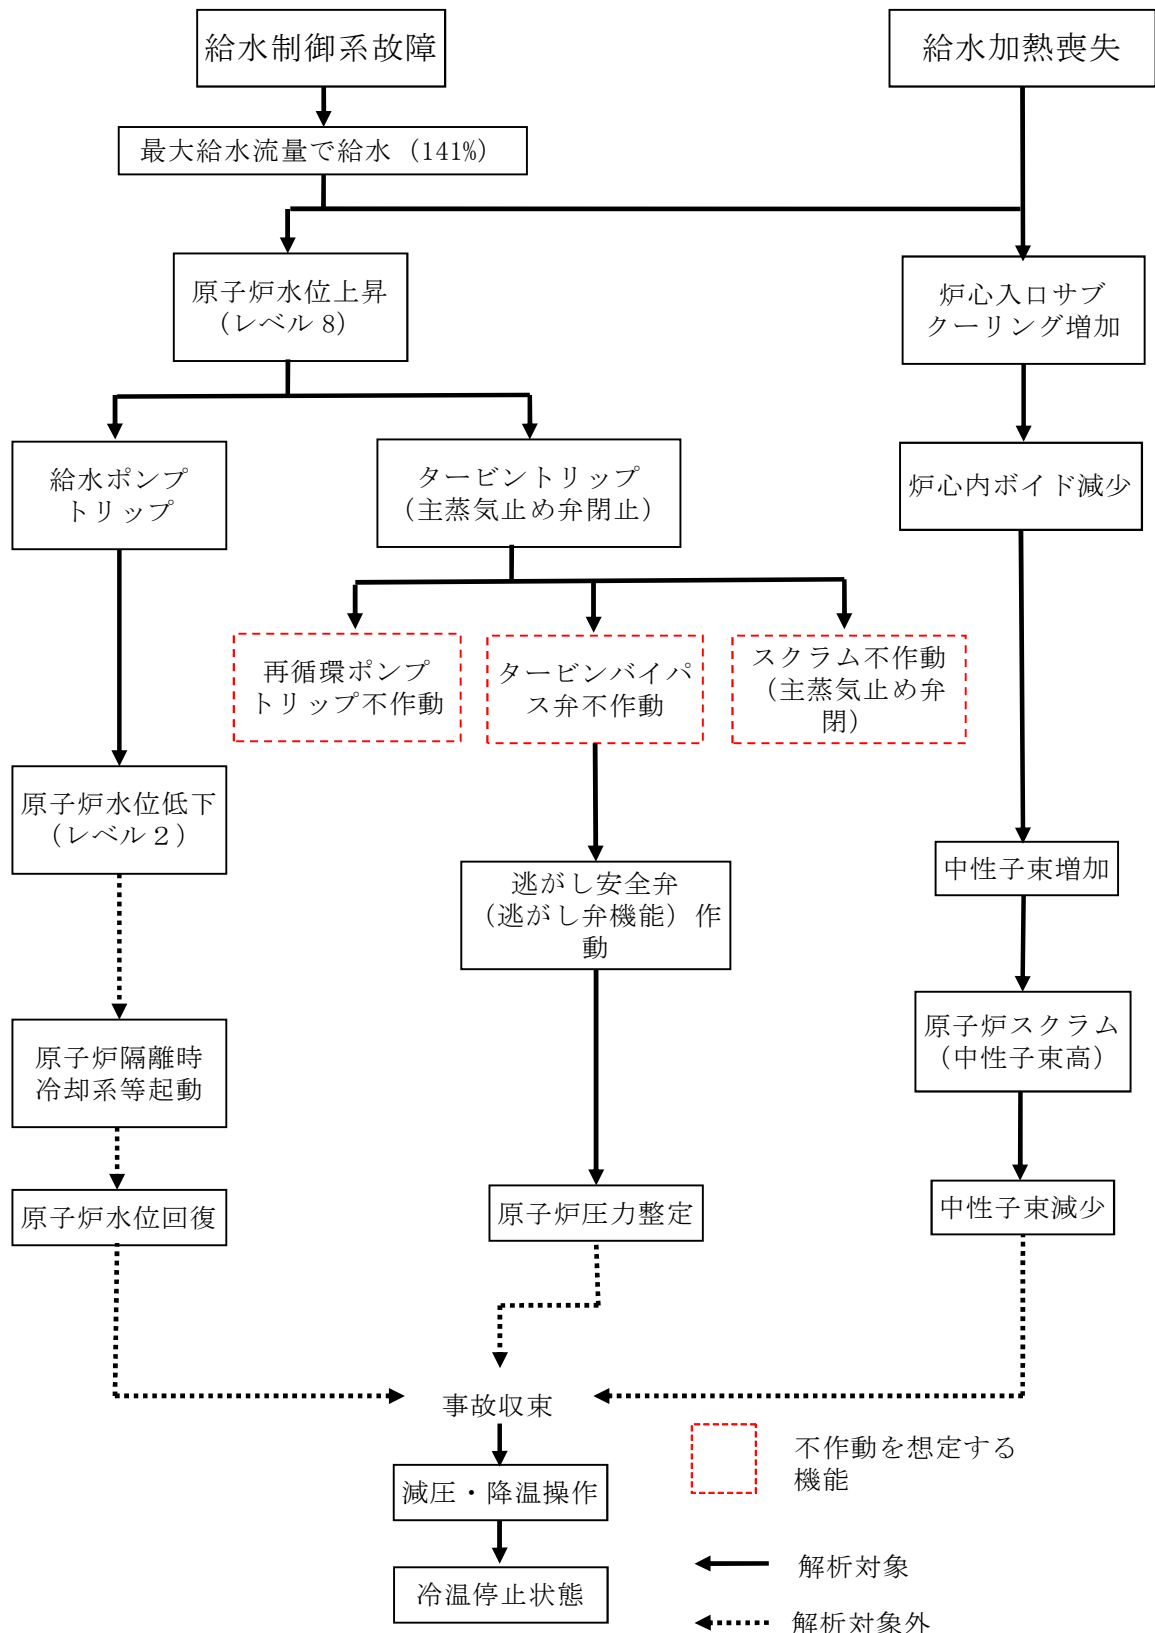 給水制御系故障
給水加熱喪失
最大給水流量で給水（141%）
原子炉水位上昇
（レベル 8）
炉心入口サブ
クーリング増加
給水ポンプ
トリップ
タービントリップ
（主蒸気止め弁閉止）
炉心内ボイド減少
再循環ポンプ
トリップ不作動
タービンバイパ
ス弁不作動
スクラム不作動
（主蒸気止め弁
閉）
原子炉水位低下
（レベル２）
中性子束増加
逃がし安全弁
（逃がし弁機能）作
動
原子炉隔離時
冷却系等起動
原子炉スクラム
（中性子束高）
原子炉水位回復
原子炉圧力整定
中性子束減少
事故収束
不作動を想定する
機能
減圧・降温操作
解析対象
冷温停止状態
解析対象外